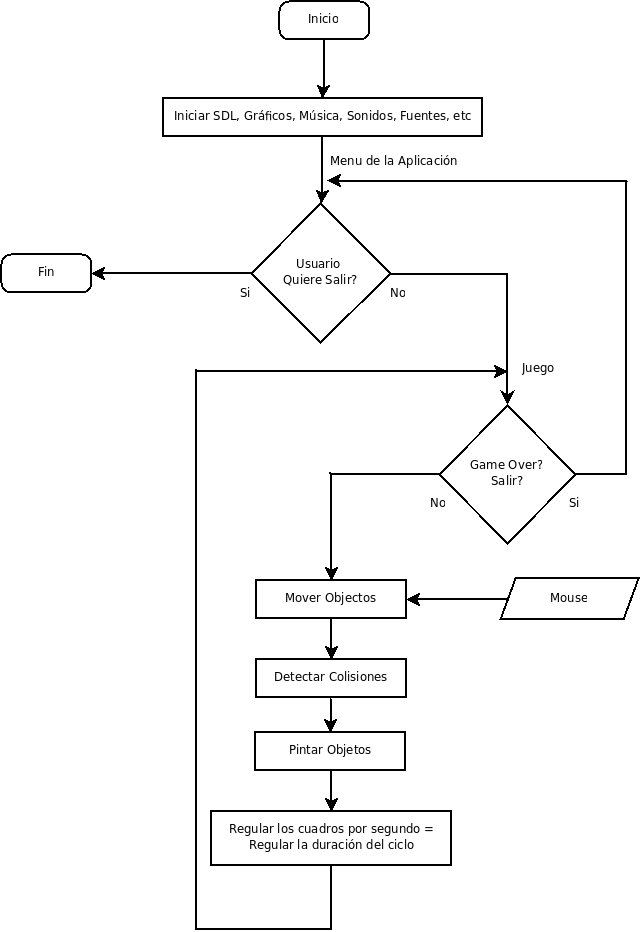 Inicio
Iniciar SDL, Gráficos, Música, Sonidos, Fuentes, etc
Menu de la Aplicación
Usuario
Quiere Salir?
Fin
Si
No
Juego
Game Over?
Salir?
No
Si
Mover Objectos
Mouse
Detectar Colisiones
Pintar Objetos
Regular los cuadros por segundo =
Regular la duración del ciclo